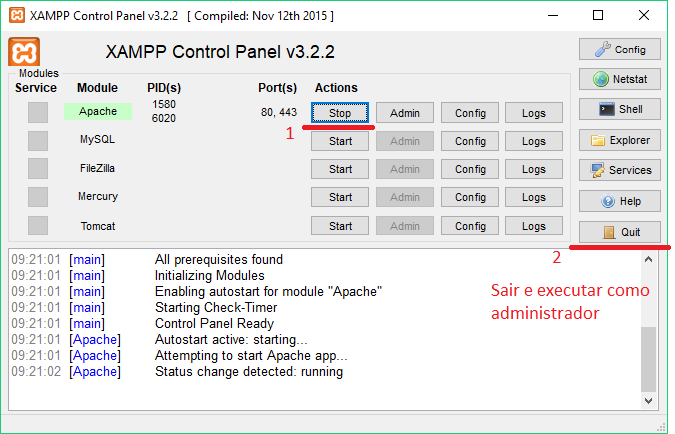 XAMPP Control Panel v3.2.2 [ Compiled: Nov 12th 2015 ]
XAMPP Control Panel v3.2.2
Config
Modules
Service Module PID(s) Port(s) Actions
Netstat
Apache 1580 6020 80, 443 Stop Admin Config Logs
Shell
1
MySQL Start Admin Config Logs
Explorer
FileZilla Start Admin Config Logs
Services
Mercury Start Admin Config Logs
Help
Tomcat Start Admin Config Logs
Quit
2
09:21:01 [main] All prerequisites found
09:21:01 [main] Initializing Modules
09:21:01 [main] Enabling autostart for module "Apache"
09:21:01 [main] Starting Check-Timer
09:21:01 [main] Control Panel Ready
09:21:01 [Apache] Autostart active: starting...
09:21:01 [Apache] Attempting to start Apache app...
09:21:02 [Apache] Status change detected: running
Sair e executar como
administrador